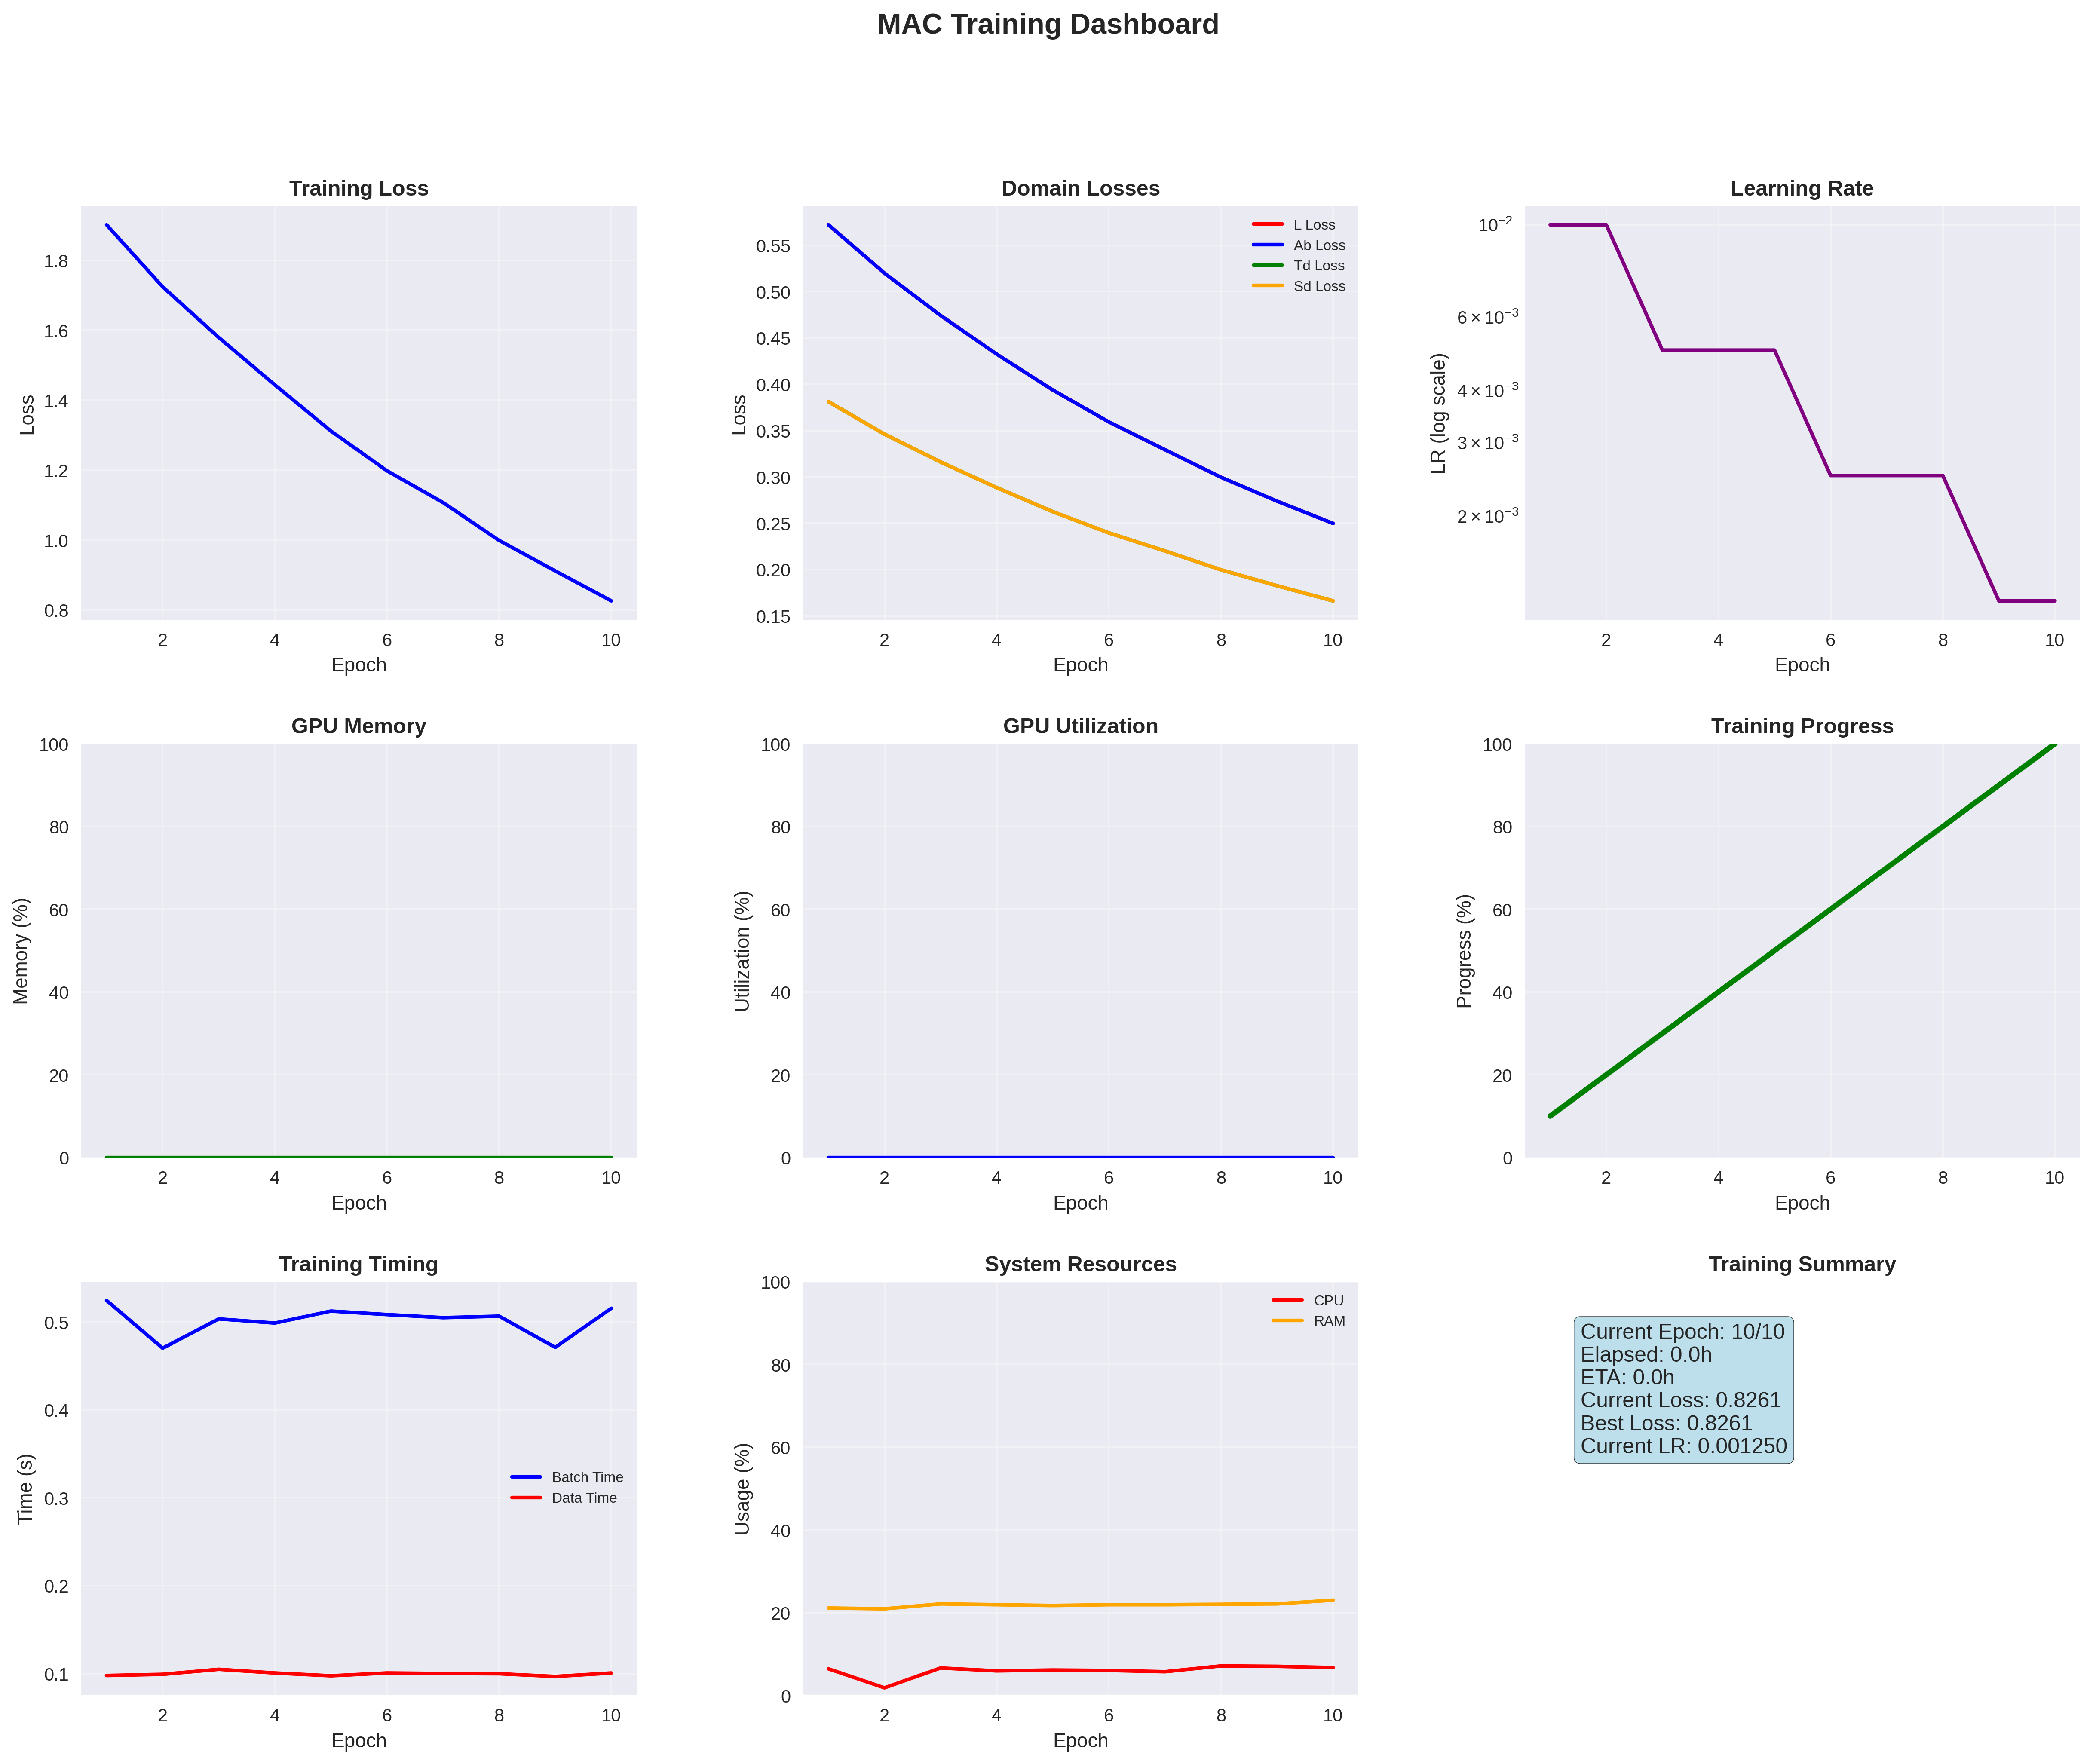 MAC Training Dashboard
Training Loss
1.8
1.6
1.4
1.2
1.0
0.8
Loss
2 4 6 8 10
Epoch
Domain Losses
L Loss
Ab Loss
Td Loss
Sd Loss
0.55
0.50
0.45
0.40
0.35
0.30
0.25
0.20
0.15
Loss
2 4 6 8 10
Epoch
Learning Rate
10⁻²
6 × 10⁻³
4 × 10⁻³
3 × 10⁻³
2 × 10⁻³
LR (log scale)
2 4 6 8 10
Epoch
GPU Memory
100
80
60
40
20
0
Memory (%)
2 4 6 8 10
Epoch
GPU Utilization
100
80
60
40
20
0
Utilization (%)
2 4 6 8 10
Epoch
Training Progress
100
80
60
40
20
0
Progress (%)
2 4 6 8 10
Epoch
Training Timing
0.5
0.4
0.3
0.2
0.1
Time (s)
Batch Time
Data Time
2 4 6 8 10
Epoch
System Resources
CPU
RAM
100
80
60
40
20
0
Usage (%)
2 4 6 8 10
Epoch
Training Summary
Current Epoch: 10/10
Elapsed: 0.0h
ETA: 0.0h
Current Loss: 0.8261
Best Loss: 0.8261
Current LR: 0.001250